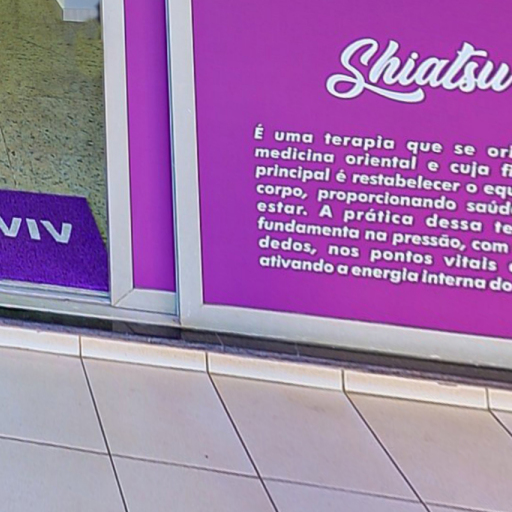 Shiatsu
É uma terapia que se ori
medicina oriental e cuja fi
principal é restabelecer o equ
corpo, proporcionando saúd
estar. A prática dessa te
fundamenta na pressão, com
dedos, nos pontos vitais
ativando a energia interna do
VIV